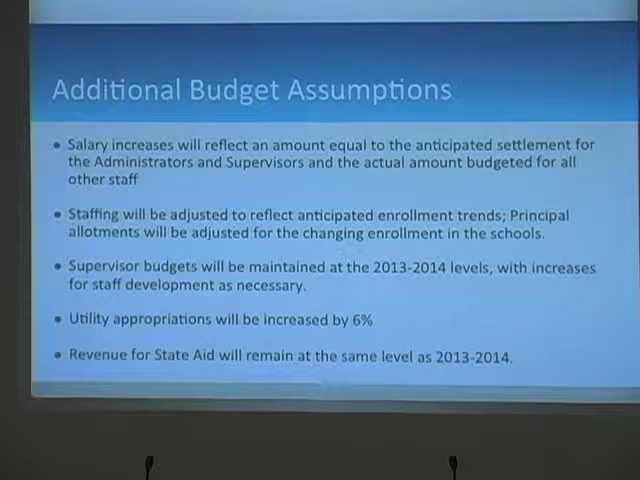 Additional Budget Assumptions
• Salary increases will reflect an amount equal to the anticipated settlement for
the Administrators and Supervisors and the actual amount budgeted for all
other staff
• Staffing will be adjusted to reflect anticipated enrollment trends; Principal
allotments will be adjusted for the changing enrollment in the schools.
• Supervisor budgets will be maintained at the 2013-2014 levels, with increases
for staff development as necessary.
• Utility appropriations will be increased by 6%
• Revenue for State Aid will remain at the same level as 2013-2014.